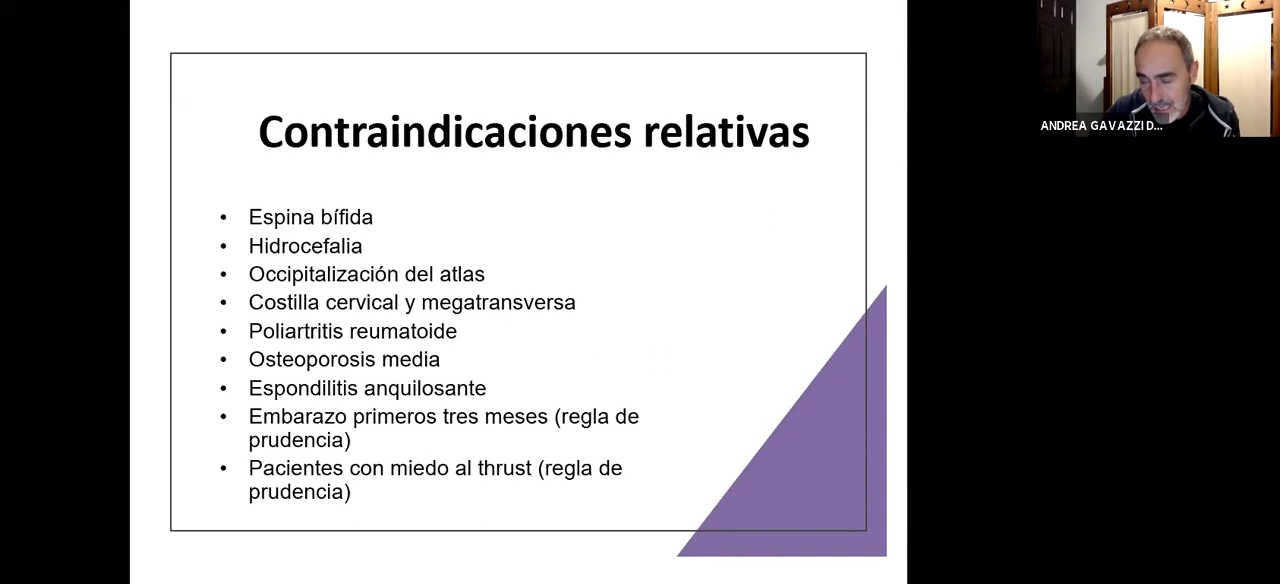 Contraindicaciones relativas
• Espina bífida
• Hidrocefalia
• Occipitalización del atlas
• Costilla cervical y megatransversa
• Poliartritis reumatoide
• Osteoporosis media
• Espondilitis anquilosante
• Embarazo primeros tres meses (regla de
prudencia)
• Pacientes con miedo al thrust (regla de
prudencia)
ANDREA GAVAZZI D...